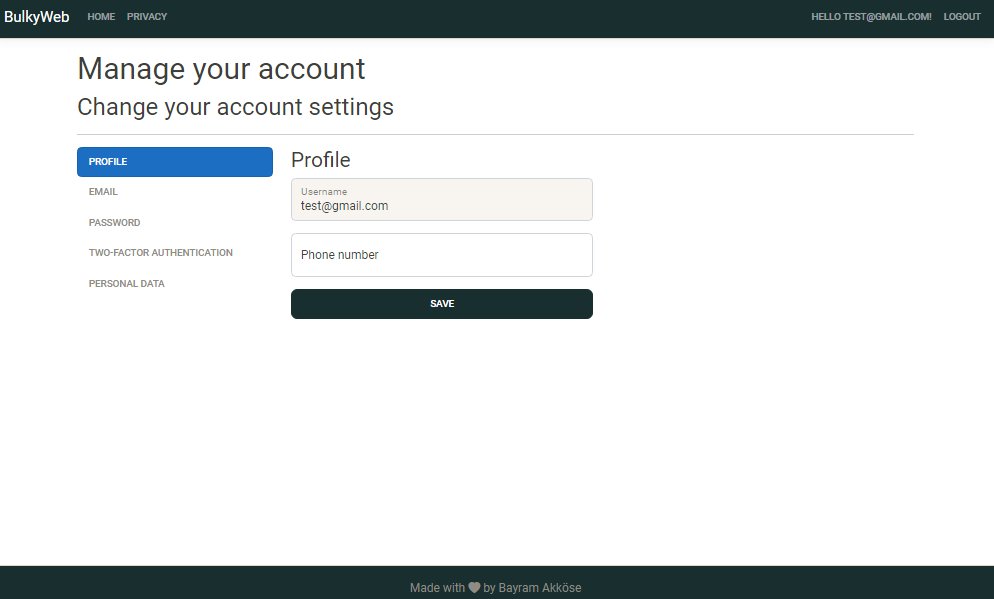 BulkyWeb HOME PRIVACY HELLO TEST@GMAIL.COM! LOGOUT
Manage your account
Change your account settings
PROFILE
EMAIL
PASSWORD
TWO-FACTOR AUTHENTICATION
PERSONAL DATA
Profile
Username
test@gmail.com
Phone number
SAVE
Made with ♥ by Bayram Akköse